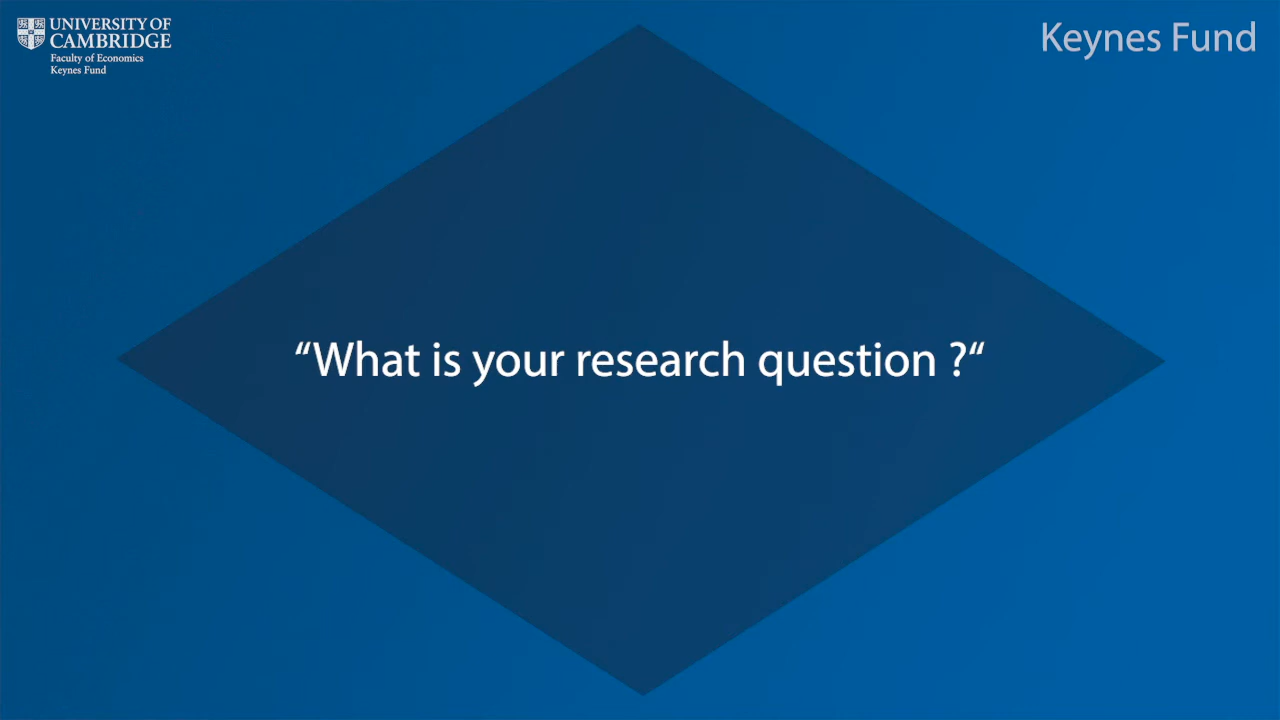 UNIVERSITY OF
CAMBRIDGE
Faculty of Economics
Keynes Fund
Keynes Fund
“What is your research question ?“